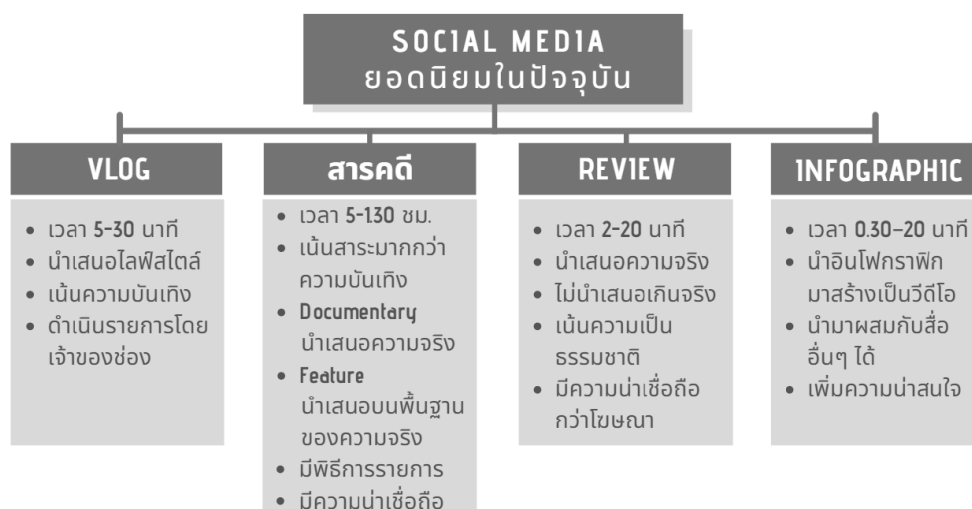 SOCIAL MEDIA
ยอดนิยมในปัจจุบัน
VLOG
เวลา 5-30 นาที
นำเสนอไลฟ์สไตล์
เน้นความบันเทิง
ดำเนินรายการโดย
เจ้าของช่อง
สารคดี
เวลา 5-1.30 ชม.
เน้นสาระมากกว่า
ความบันเทิง
Documentary
นำเสนอความจริง
Feature
นำเสนอบนพื้นฐาน
ของความจริง
มีพิธีการรายการ
มีความน่าเชื่อถือ
REVIEW
เวลา 2-20 นาที
นำเสนอความจริง
ไม่นำเสนอเกินจริง
เน้นความเป็น
ธรรมชาติ
มีความน่าเชื่อถือ
กว่าโฆษณา
INFOGRAPHIC
เวลา 0.30–20 นาที
นำอินโฟกราฟิก
มาสร้างเป็นวีดีโอ
นำมาผสมกับสื่อ
อื่นๆ ได้
เพิ่มความน่าสนใจ